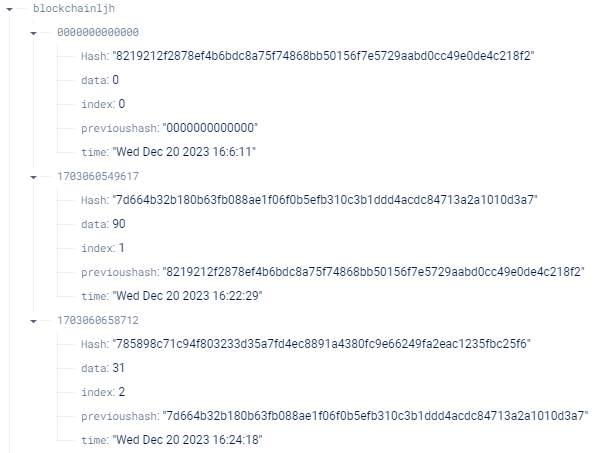 blockchainljh
0000000000000
Hash: "8219212f2878ef4b6bdc8a75f74868bb50156f7e5729aabd0cc49e0de4c218f2"
data: 0
index: 0
previoushash: "0000000000000"
time: "Wed Dec 20 2023 16:6:11"
1703060549617
Hash: "7d664b32b180b63fb088ae1f06f0b5efb310c3b1ddd4acdc84713a2a1010d3a7"
data: 90
index: 1
previoushash: "8219212f2878ef4b6bdc8a75f74868bb50156f7e5729aabd0cc49e0de4c218f2"
time: "Wed Dec 20 2023 16:22:29"
1703060658712
Hash: "785898c71c94f803233d35a7fd4ec8891a4380fc9e66249fa2eac1235fbc25f6"
data: 31
index: 2
previoushash: "7d664b32b180b63fb088ae1f06f0b5efb310c3b1ddd4acdc84713a2a1010d3a7"
time: "Wed Dec 20 2023 16:24:18"